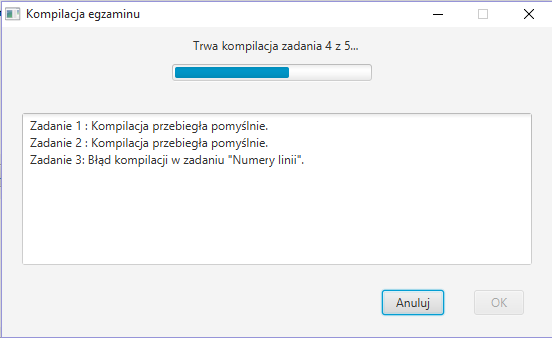 Kompilacja egzaminu
Trwa kompilacja zadania 4 z 5...
Zadanie 1 : Kompilacja przebiegła pomyślnie.
Zadanie 2 : Kompilacja przebiegła pomyślnie.
Zadanie 3: Błąd kompilacji w zadaniu "Numery linii".
Anuluj
OK